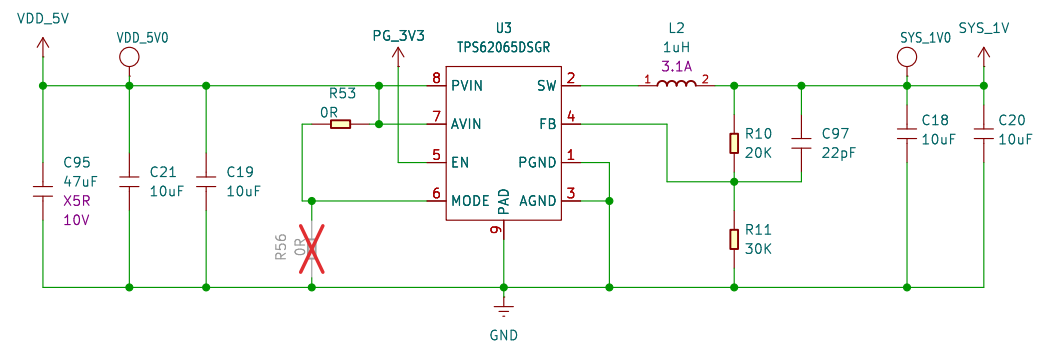 VDD_5V
VDD_5V0
PG_3V3
U3
TPS62065DSGR
L2
1uH
3.1A
SYS_1V0
SYS_1V
8
PVIN
SW
2
1
2
R53
0R
7
AVIN
FB
4
R10
20K
C97
22pF
C18
10uF
C20
10uF
C95
47uF
X5R
10V
C21
10uF
C19
10uF
5
EN
PGND
1
6
MODE
PAD
AGND
3
9
R56
0R
R11
30K
GND